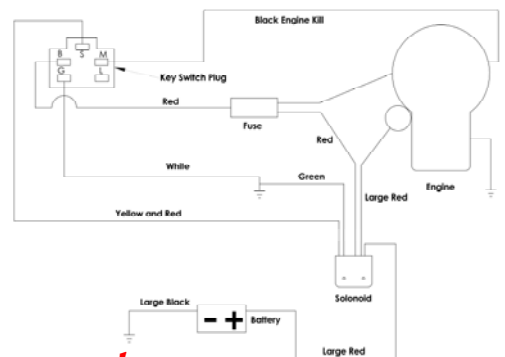 Black Engine Kill
B
S
M
G
L
Key Switch Plug
Red
Fuse
Red
White
Green
Engine
Large Red
Yellow and Red
Solonoid
Large Black
- +
Battery
Large Red